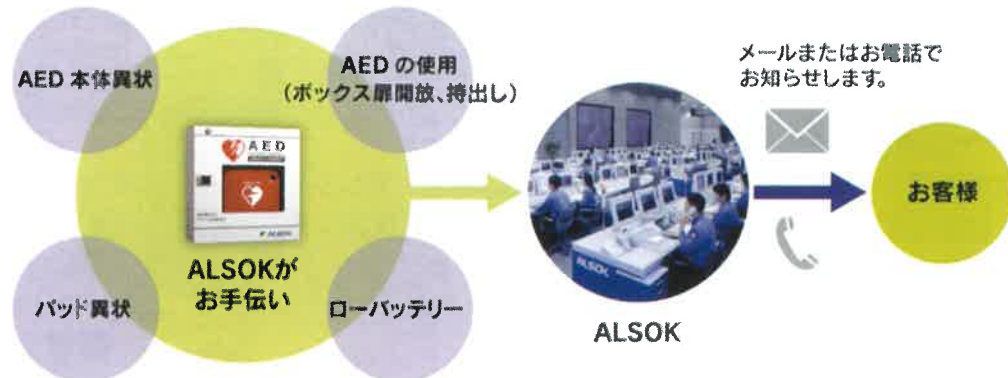 AED 本体異状
AED の使用
（ボックス扉開放、持出し）
AED
ALSOKが
お手伝い
パッド異状
ローバッテリー
ALSOK
ALSOK
メールまたはお電話で
お知らせします。
お客様